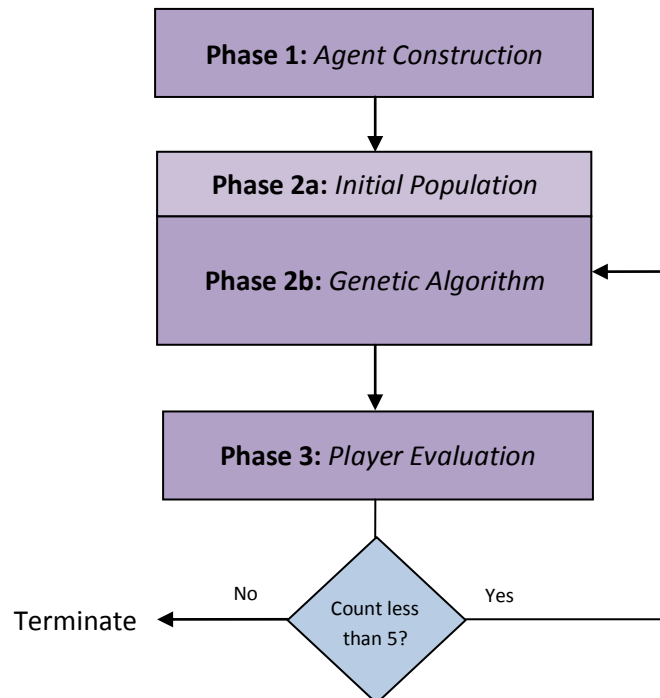 Phase 1: Agent Construction
Phase 2a: Initial Population
Phase 2b: Genetic Algorithm
Phase 3: Player Evaluation
No
Yes
Count less
than 5?
Terminate